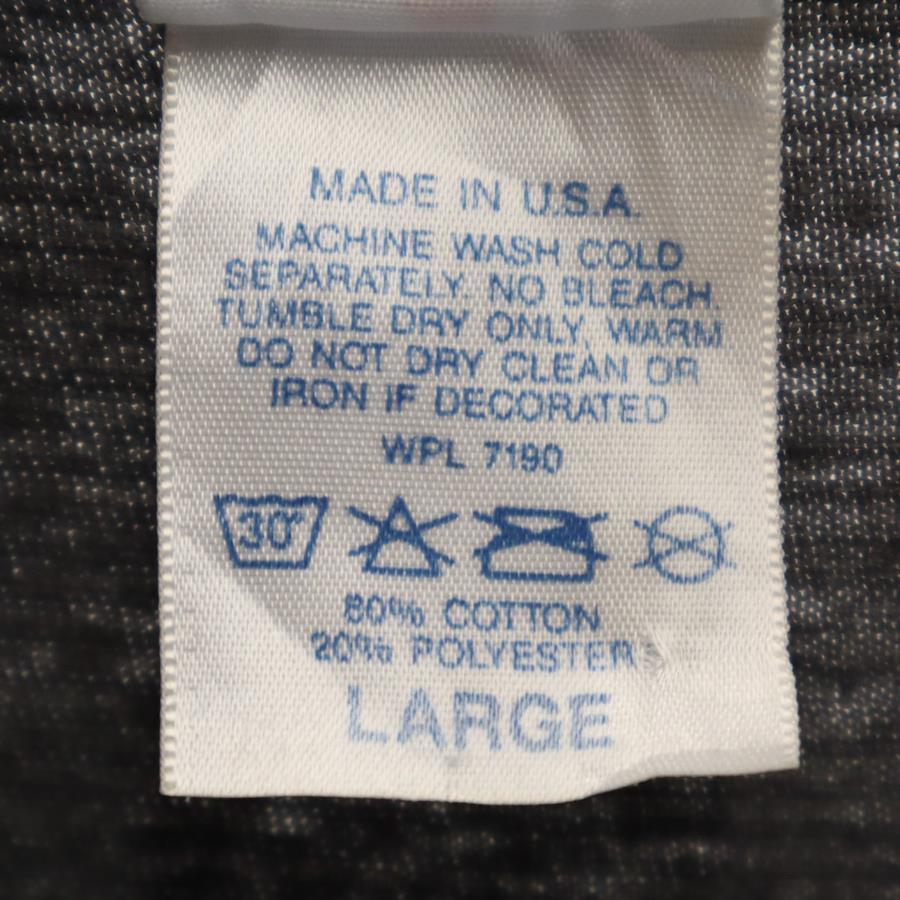 MADE IN U.S.A.
MACHINE WASH COLD
SEPARATELY. NO BLEACH.
TUMBLE DRY ONLY, WARM
DO NOT DRY CLEAN OR
IRON IF DECORATED
WPL 7190
30°
80% COTTON
20% POLYESTER
LARGE